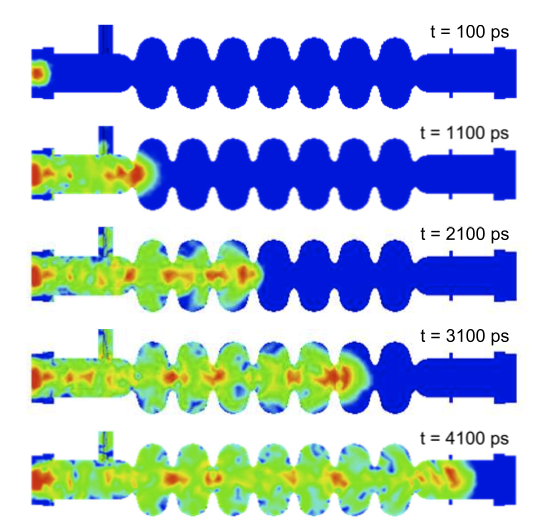 t = 100 ps
t = 1100 ps
t = 2100 ps
t = 3100 ps
t = 4100 ps